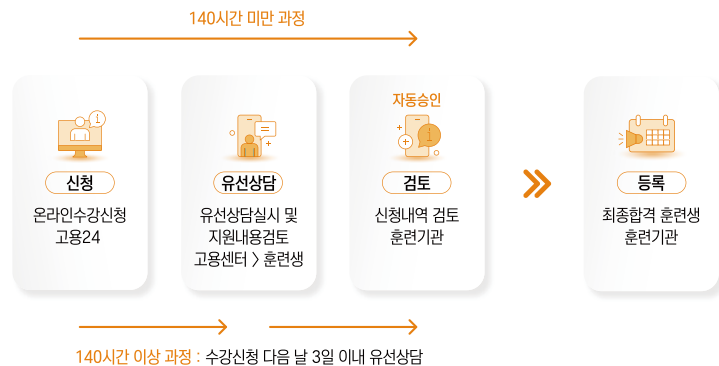 140시간 미만 과정
신청
온라인수강신청
고용24
유선상담
유선상담실시 및
지원내용검토
고용센터 > 훈련생
자동승인
검토
신청내역 검토
훈련기관
등록
최종합격 훈련생
훈련기관
140시간 이상 과정 : 수강신청 다음 날 3일 이내 유선상담